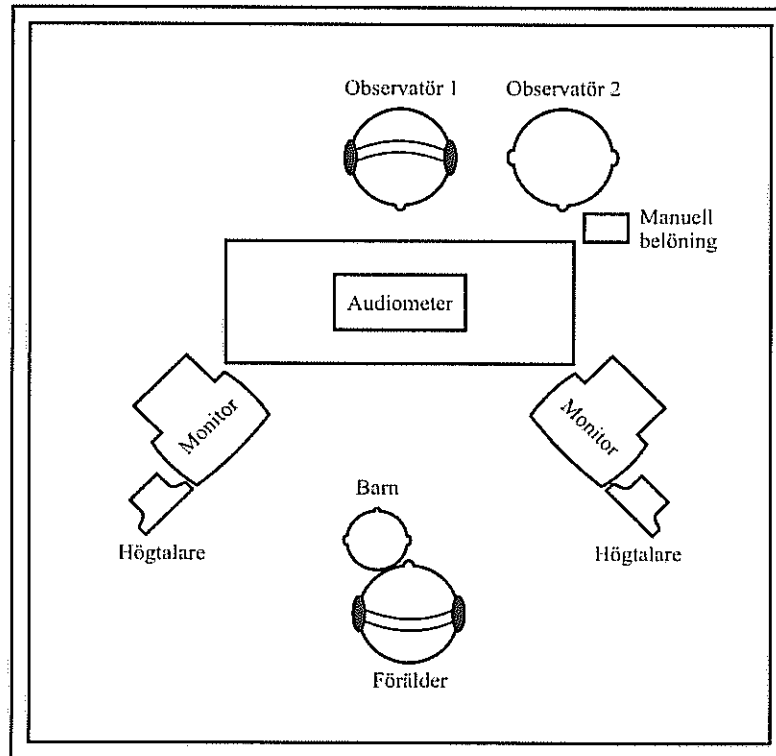 Observatör 1
Observatör 2
Manuell
belöning
Audiometer
Monitor
Monitor
Barn
Högtalare
Högtalare
Förälder